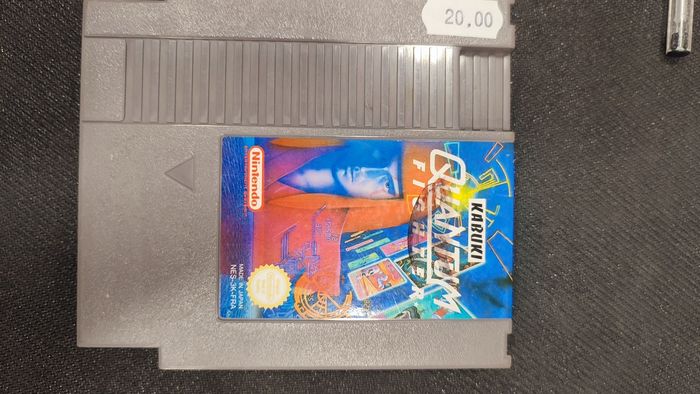 20.00
KABUKI
QUANTUM
FIGHTER
Nintendo
MADE IN JAPAN
NES-3K-FRA